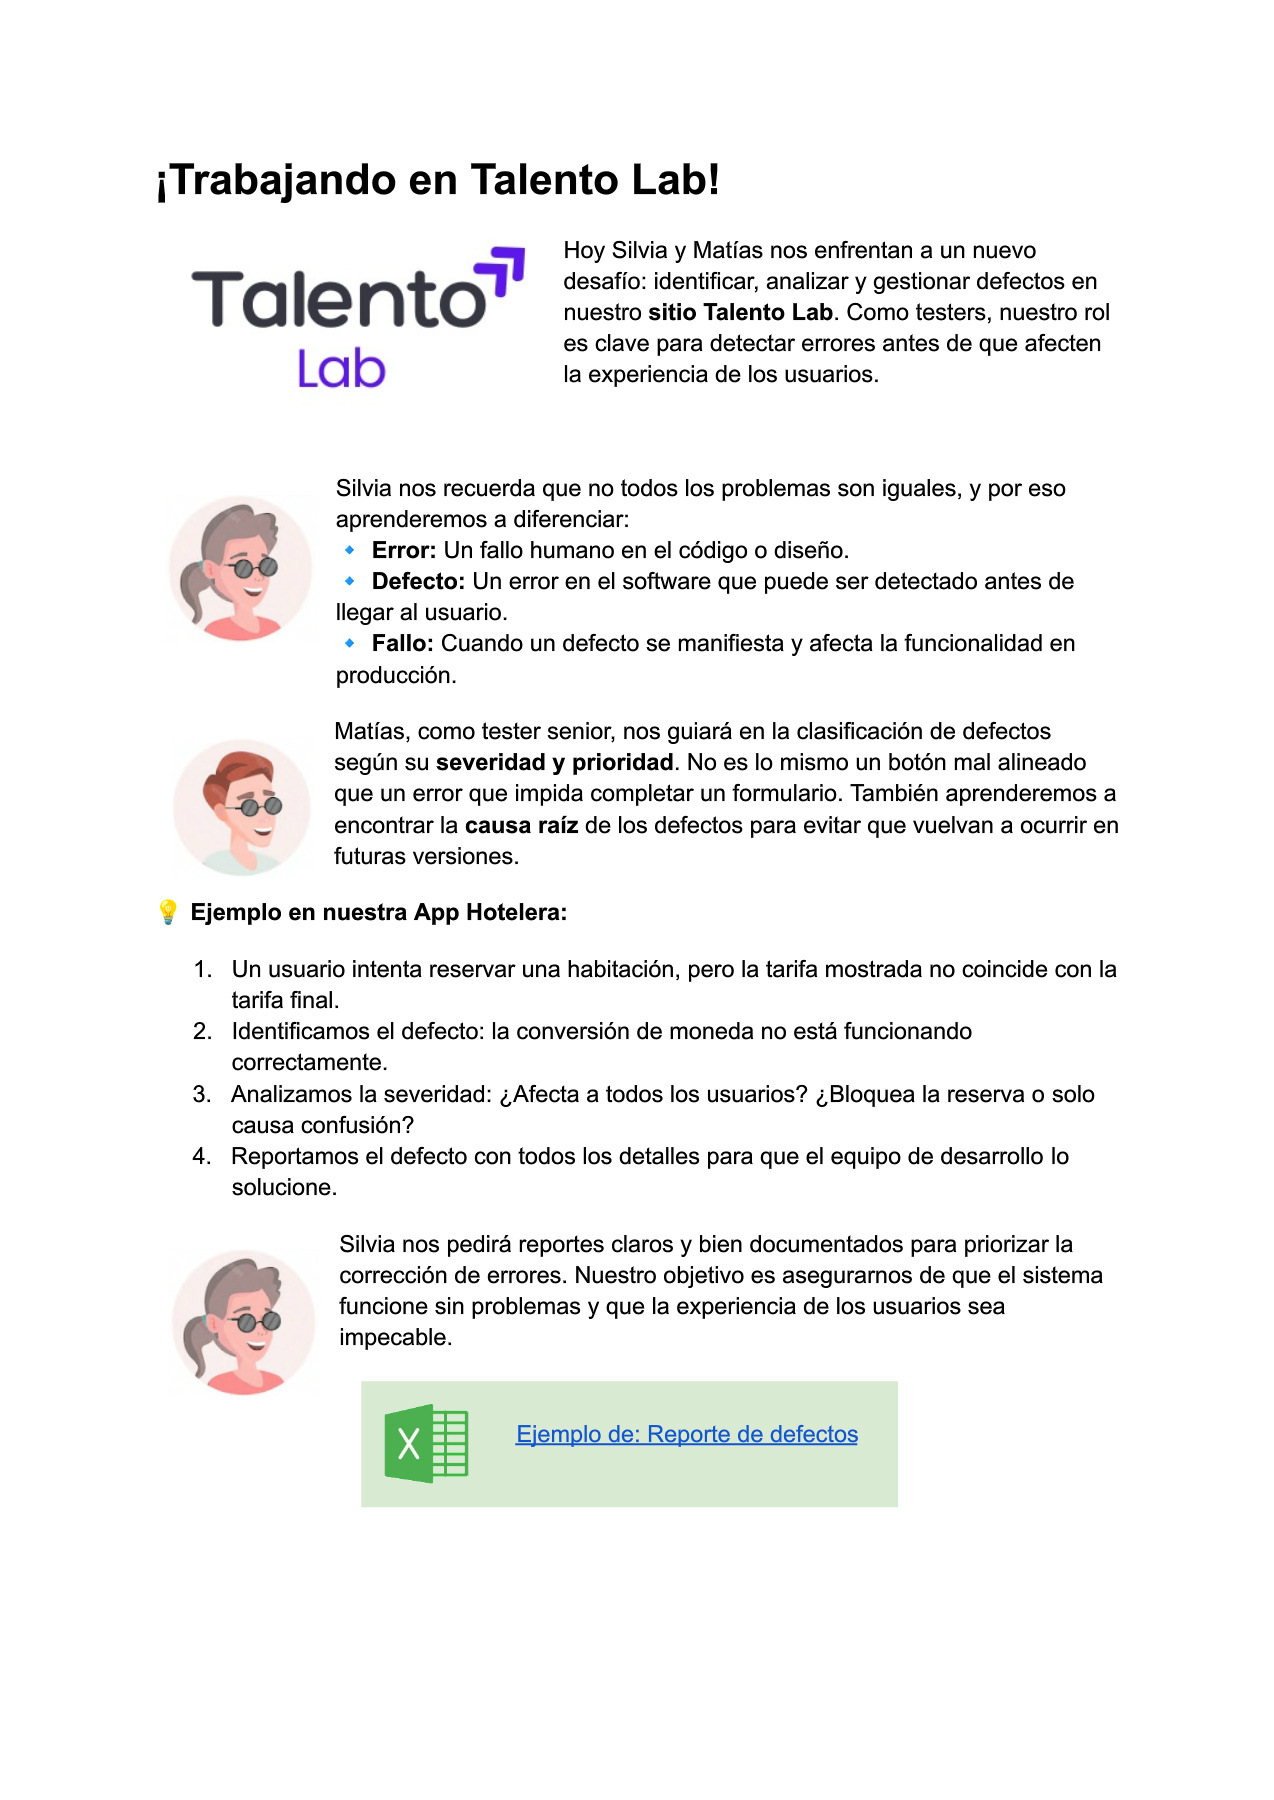 ¡Trabajando en Talento Lab!
Talento
Lab
Hoy Silvia y Matías nos enfrentan a un nuevo
desafío: identificar, analizar y gestionar defectos en
nuestro sitio Talento Lab. Como testers, nuestro rol
es clave para detectar errores antes de que afecten
la experiencia de los usuarios.
Silvia nos recuerda que no todos los problemas son iguales, y por eso
aprenderemos a diferenciar:
🔹 Error: Un fallo humano en el código o diseño.
🔹 Defecto: Un error en el software que puede ser detectado antes de
llegar al usuario.
🔹 Fallo: Cuando un defecto se manifiesta y afecta la funcionalidad en
producción.
Matías, como tester senior, nos guiará en la clasificación de defectos
según su severidad y prioridad. No es lo mismo un botón mal alineado
que un error que impida completar un formulario. También aprenderemos a
encontrar la causa raíz de los defectos para evitar que vuelvan a ocurrir en
futuras versiones.
💡 Ejemplo en nuestra App Hotelera:
1. Un usuario intenta reservar una habitación, pero la tarifa mostrada no coincide con la
tarifa final.
2. Identificamos el defecto: la conversión de moneda no está funcionando
correctamente.
3. Analizamos la severidad: ¿Afecta a todos los usuarios? ¿Bloquea la reserva o solo
causa confusión?
4. Reportamos el defecto con todos los detalles para que el equipo de desarrollo lo
solucione.
Silvia nos pedirá reportes claros y bien documentados para priorizar la
corrección de errores. Nuestro objetivo es asegurarnos de que el sistema
funcione sin problemas y que la experiencia de los usuarios sea
impecable.
X
Ejemplo de: Reporte de defectos